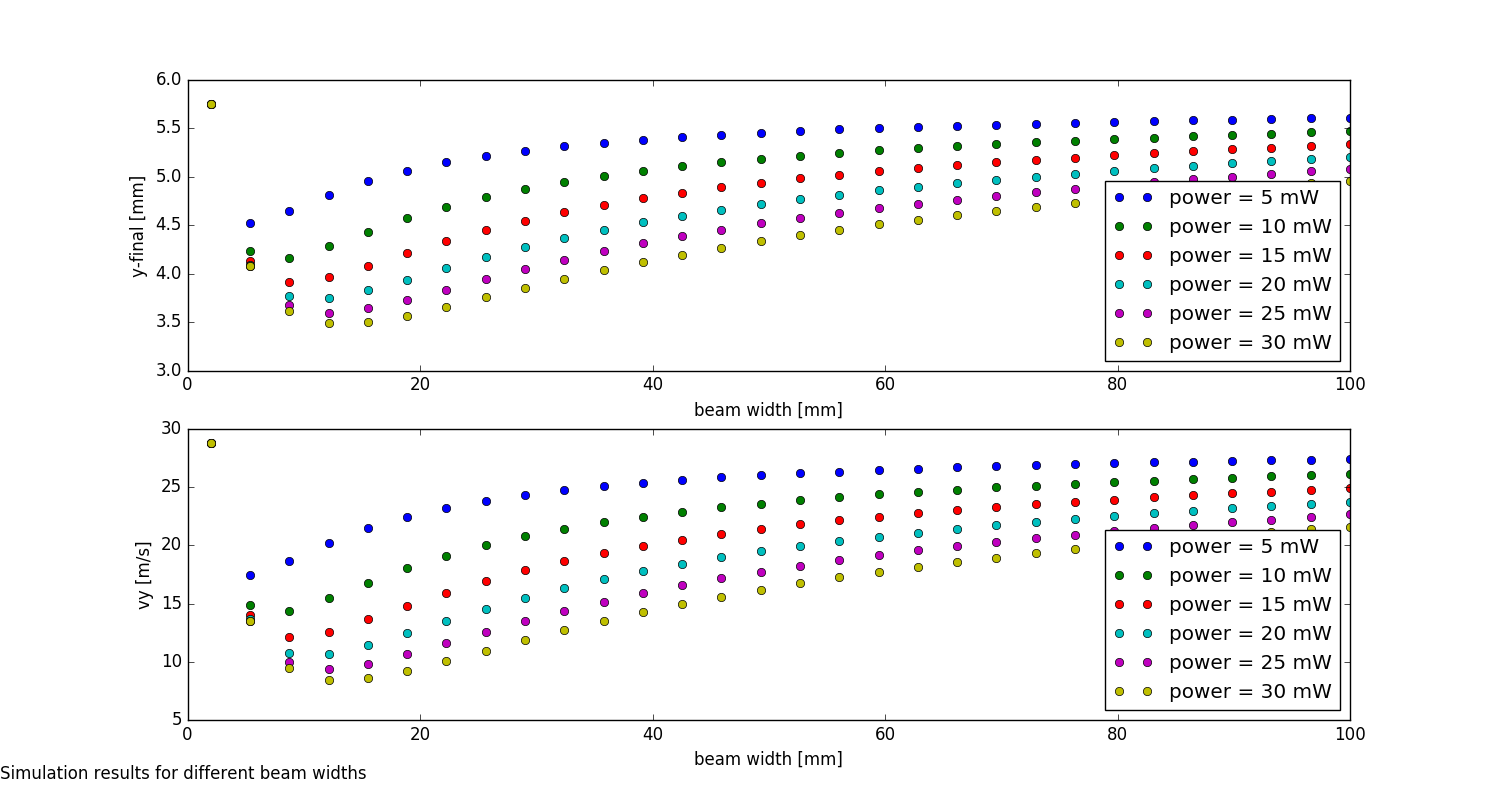 6.0
5.5
5.0
4.5
4.0
3.5
3.0
y-final [mm]
power = 5 mW
power = 10 mW
power = 15 mW
power = 20 mW
power = 25 mW
power = 30 mW
0 20 40 60 80 100
beam width [mm]
30
25
20
15
10
5
vy [m/s]
power = 5 mW
power = 10 mW
power = 15 mW
power = 20 mW
power = 25 mW
power = 30 mW
0 20 40 60 80 100
beam width [mm]
Simulation results for different beam widths